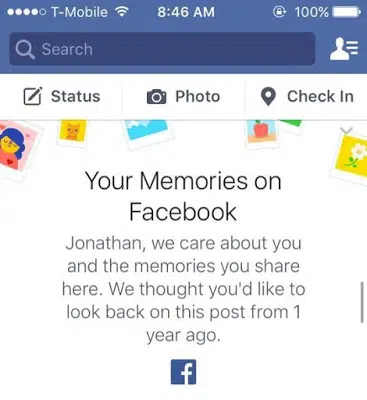 T-Mobile 8:46 AM 100%
Search
Status Photo Check In
Your Memories on
Facebook
Jonathan, we care about you
and the memories you share
here. We thought you'd like to
look back on this post from 1
year ago.